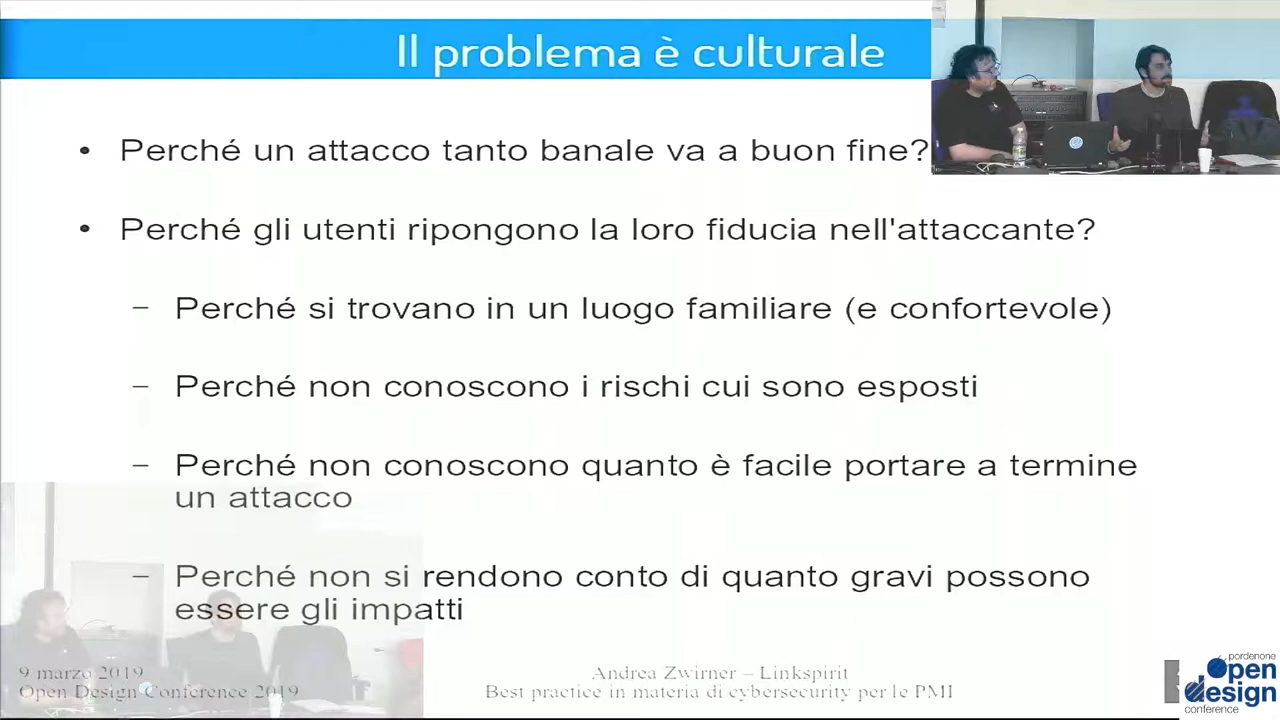 Il problema è culturale
• Perché un attacco tanto banale va a buon fine?
• Perché gli utenti ripongono la loro fiducia nell'attaccante?
– Perché si trovano in un luogo familiare (e confortevole)
– Perché non conoscono i rischi cui sono esposti
– Perché non conoscono quanto è facile portare a termine
un attacco
– Perché non si rendono conto di quanto gravi possono
essere gli impatti
9 marzo 2019
Open Design Conference 2019
Andrea Zwirner – Linkspirit
Best practice in materia di cybersecurity per le PMI
pordenone
open
design
conference